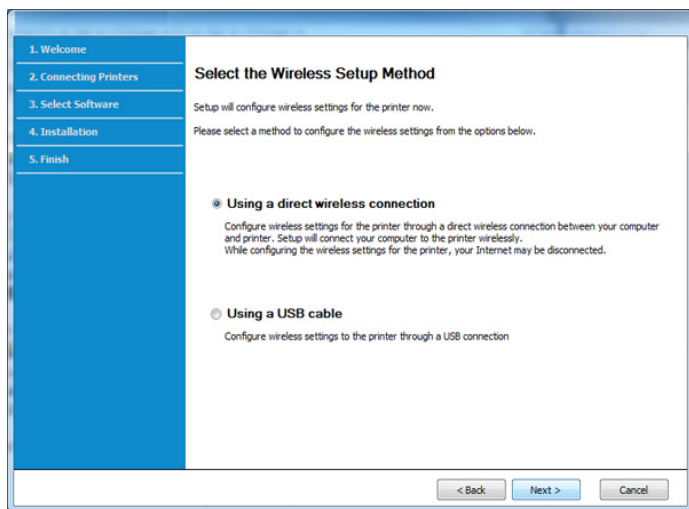 1. Welcome
2. Connecting Printers
3. Select Software
4. Installation
5. Finish
Select the Wireless Setup Method
Setup will configure wireless settings for the printer now.
Please select a method to configure the wireless settings from the options below.
Using a direct wireless connection
Configure wireless settings for the printer through a direct wireless connection between your computer
and printer. Setup will connect your computer to the printer wirelessly.
While configuring the wireless settings for the printer, your Internet may be disconnected.
Using a USB cable
Configure wireless settings to the printer through a USB connection
< Back Next > Cancel